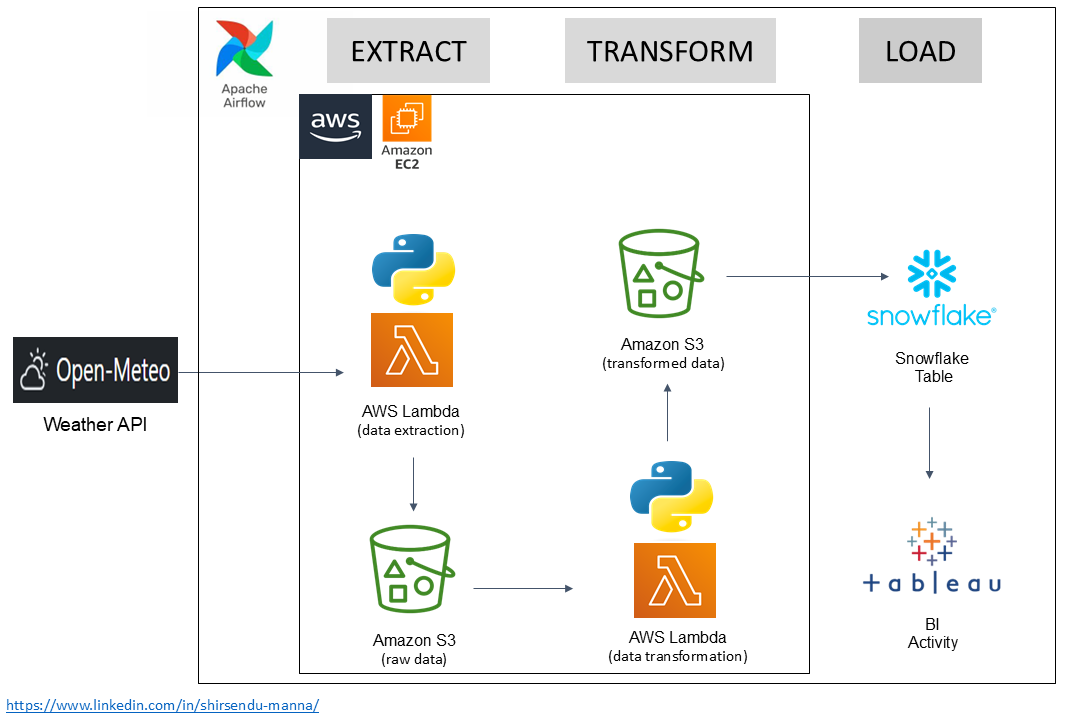 Apache
Airflow
EXTRACT
TRANSFORM
LOAD
aws
Amazon
EC2
Open-Meteo
Weather API
AWS Lambda
(data extraction)
Amazon S3
(raw data)
Amazon S3
(transformed data)
AWS Lambda
(data transformation)
snowflake®
Snowflake
Table
+ableau
BI
Activity
https://www.linkedin.com/in/shirsendu-manna/